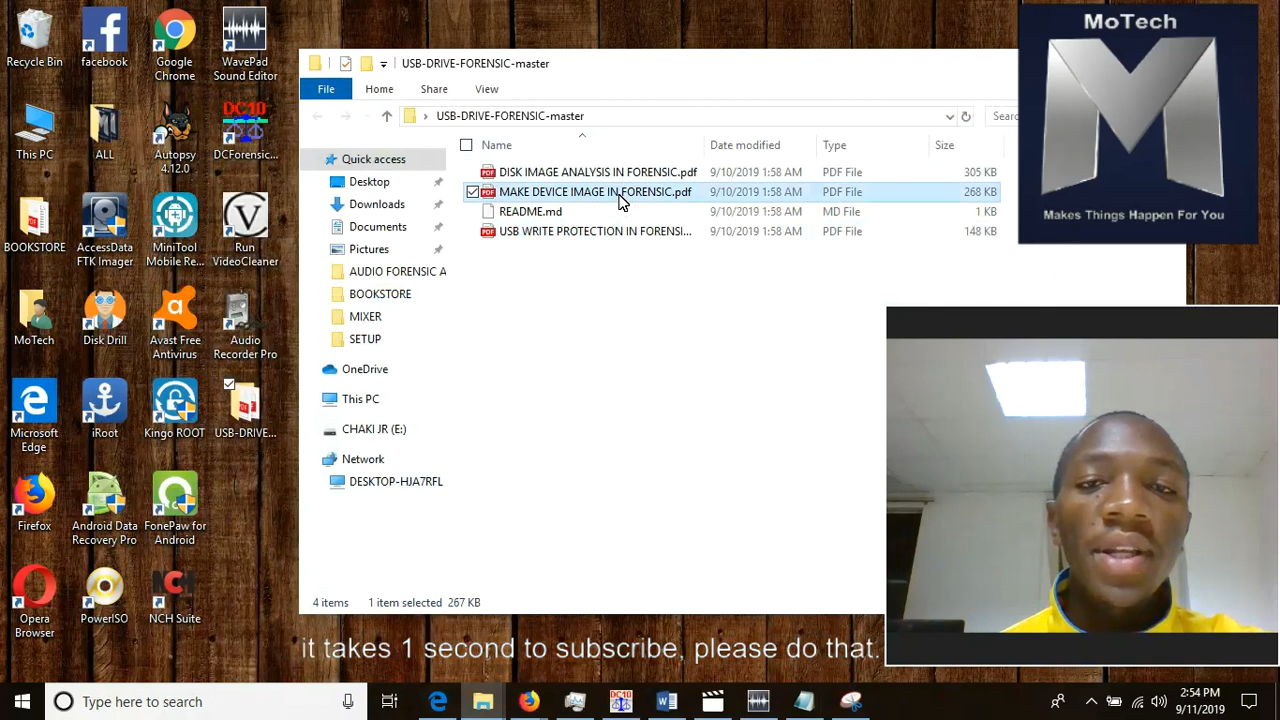 Recycle Bin
facebook
Google
Chrome
WavePad
Sound Editor
This PC
ALL
Autopsy
4.12.0
DC10
DCForensic...
BOOKSTORE
AccessData
FTK Imager
MiniTool
Mobile Re...
Run
VideoCleaner
MoTech
Disk Drill
Avast Free
Antivirus
Audio
Recorder Pro
Microsoft
Edge
iRoot
Kingo ROOT
USB-DRIVE...
Firefox
Android Data
Recovery Pro
FonePaw for
Android
Opera
Browser
PowerISO
NCH
NCH Suite
USB-DRIVE-FORENSIC-master
File Home Share View
USB-DRIVE-FORENSIC-master
Searc
Quick access
Desktop
Downloads
Documents
Pictures
AUDIO FORENSIC A
BOOKSTORE
MIXER
SETUP
OneDrive
This PC
CHAKI JR (E:)
Network
DESKTOP-HJA7RFL
Name Date modified Type Size
DISK IMAGE ANALYSIS IN FORENSIC.pdf 9/10/2019 1:58 AM PDF File 305 KB
MAKE DEVICE IMAGE IN FORENSIC.pdf 9/10/2019 1:58 AM PDF File 268 KB
README.md 9/10/2019 1:58 AM MD File 1 KB
USB WRITE PROTECTION IN FORENSI... 9/10/2019 1:58 AM PDF File 148 KB
4 items 1 item selected 267 KB
MoTech
Makes Things Happen For You
it takes 1 second to subscribe, please do that.
Type here to search
DC10
2:54 PM
9/11/2019